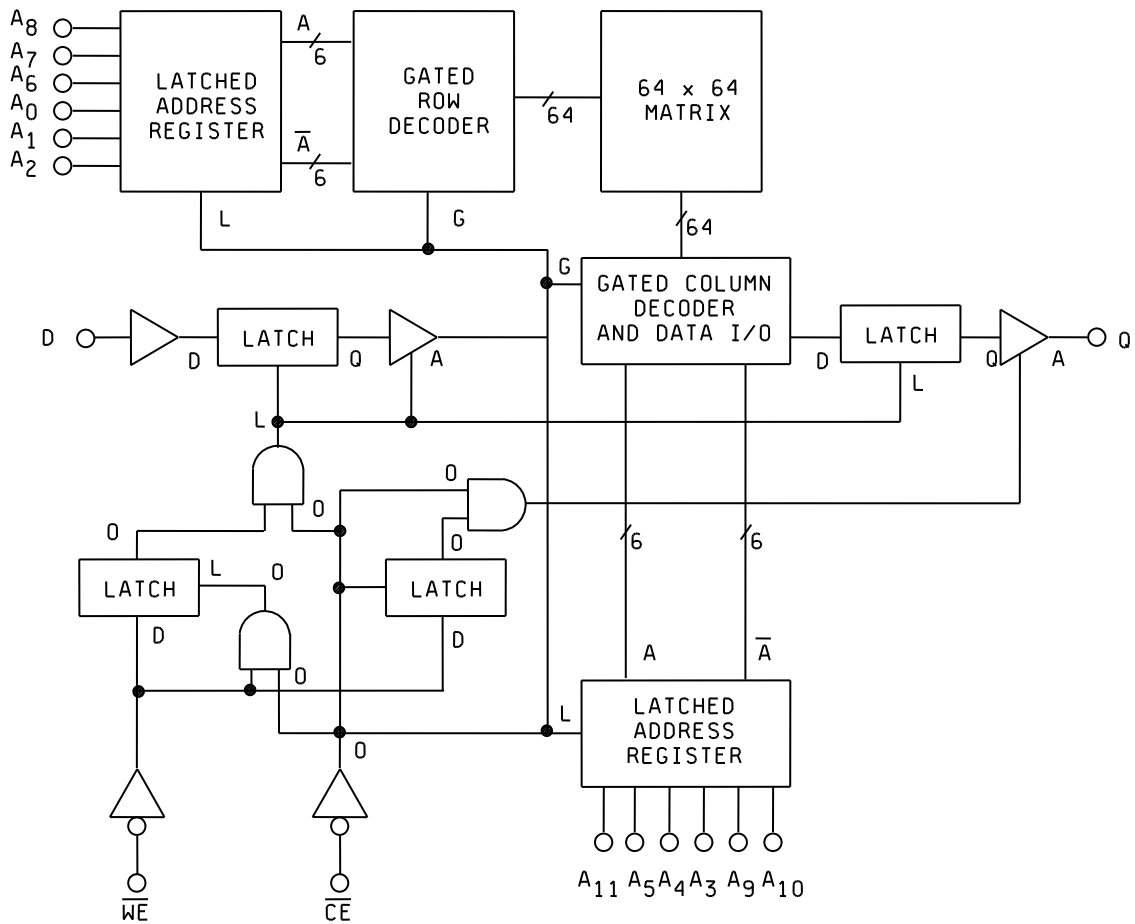 A8
A7
A6
A0
A1
A2
LATCHED
ADDRESS
REGISTER
A
6
A̅
6
GATED
ROW
DECODER
64
64 x 64
MATRIX
L
G
64
G
GATED COLUMN
DECODER
AND DATA I/O
D
D
LATCH
Q
A
D
LATCH
L
Q
A
Q
L
O
O
O
O
LATCH
L
O
D
O
LATCH
D
6
6
A
A̅
L
LATCHED
ADDRESS
REGISTER
O
A11 A5 A4 A3 A9 A10
W̅E̅
C̅E̅